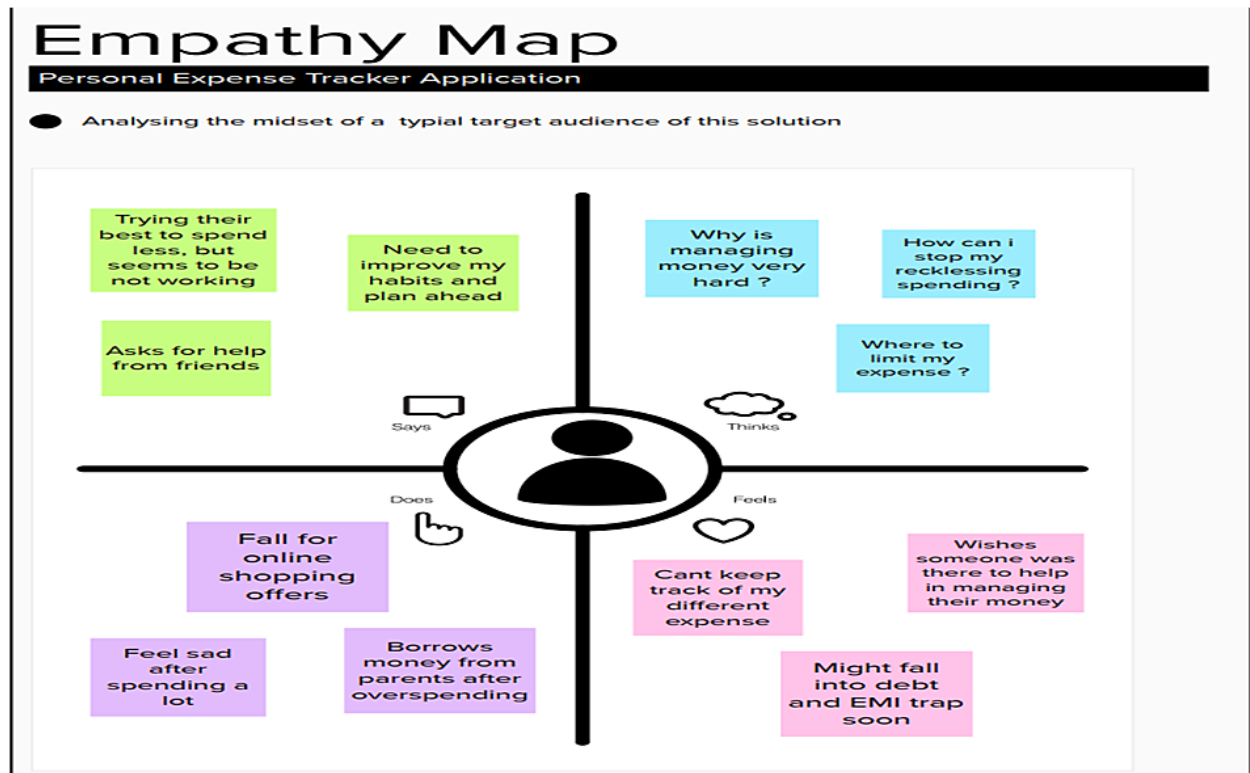 Empathy Map
Personal Expense Tracker Application
Analysing the midset of a typial target audience of this solution
Trying their
best to spend
less, but
seems to be
not working
Need to
improve my
habits and
plan ahead
Asks for help
from friends
Says
Why is
managing
money very
hard ?
How can i
stop my
recklessing
spending ?
Where to
limit my
expense ?
Thinks
Does
Fall for
online
shopping
offers
Feel sad
after
spending a
lot
Borrows
money from
parents after
overspending
Feels
Cant keep
track of my
different
expense
Wishes
someone was
there to help
in managing
their money
Might fall
into debt
and EMI trap
soon